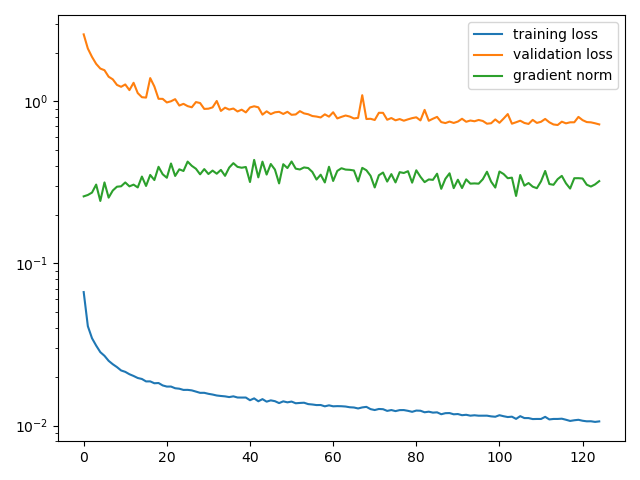 training loss
validation loss
gradient norm
10⁰
10⁻¹
10⁻²
0 20 40 60 80 100 120